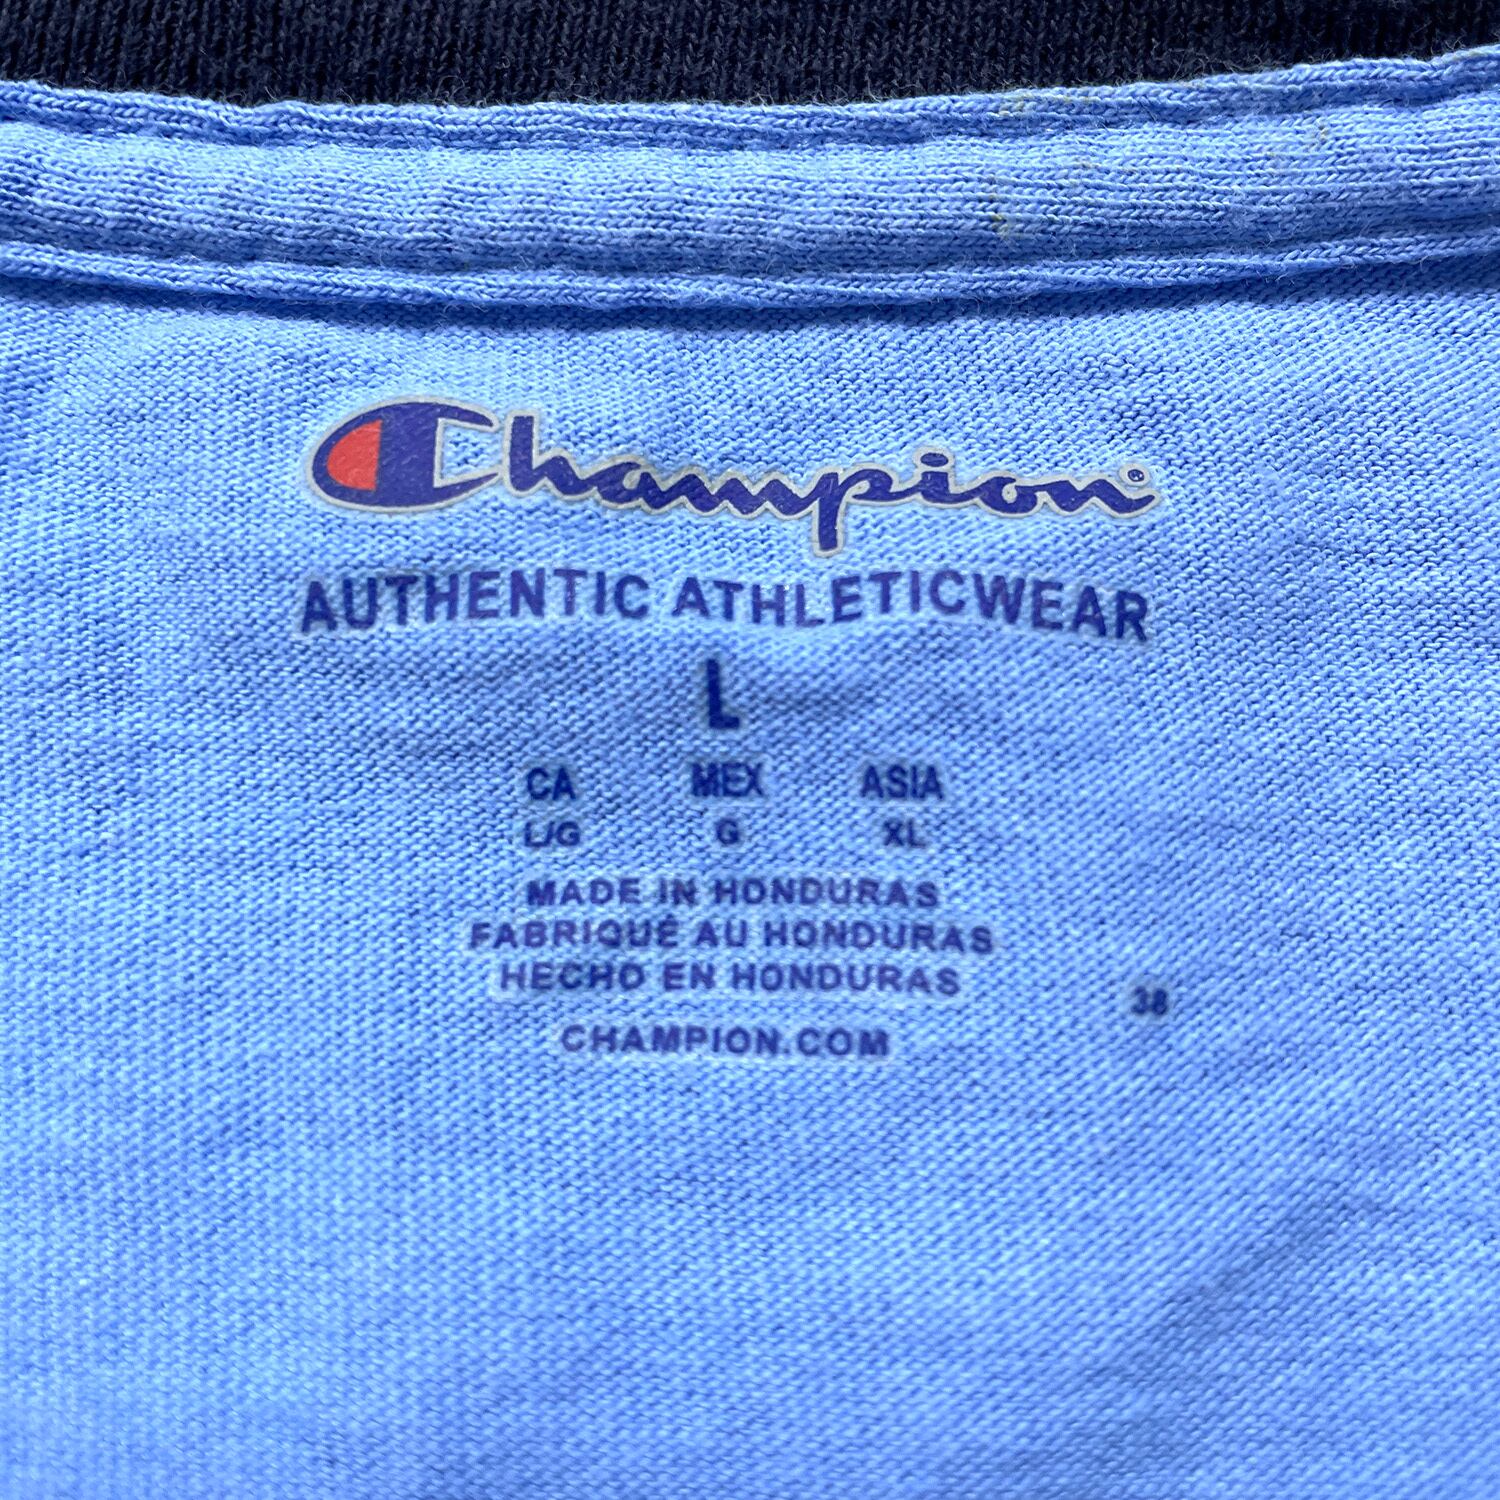 Champion®
AUTHENTIC ATHLETICWEAR
L
CA MEX ASIA
L/G G XL
MADE IN HONDURAS
FABRIQUÉ AU HONDURAS
HECHO EN HONDURAS
38
CHAMPION.COM